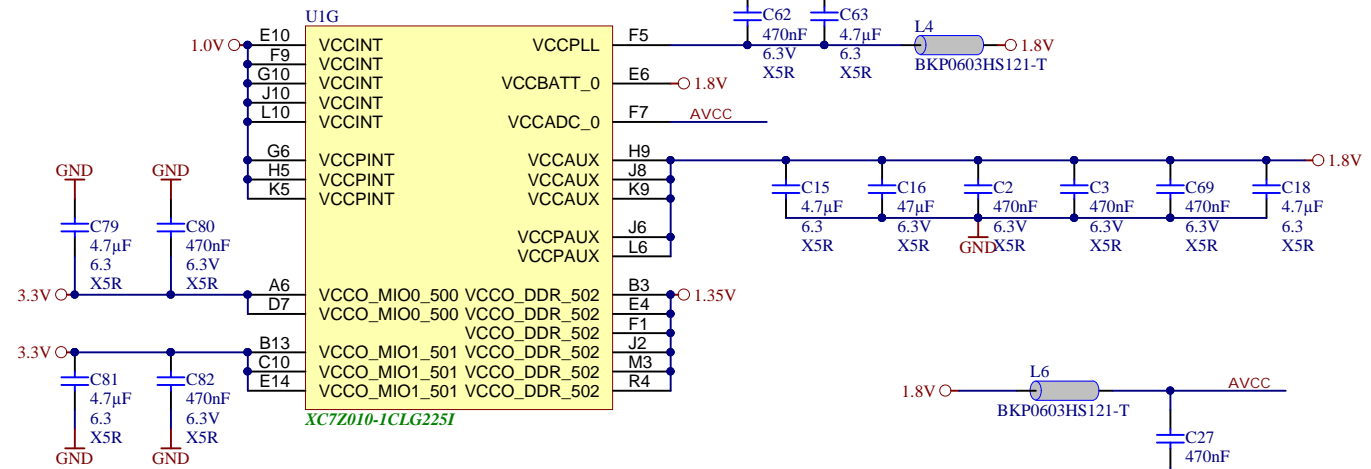 U1G
XC7Z010-1CLG225I
1.0V
E10 VCCINT
F9 VCCINT
G10 VCCINT
J10 VCCINT
L10 VCCINT
G6 VCCPINT
H5 VCCPINT
K5 VCCPINT
A6 VCCO_MIO0_500
D7 VCCO_MIO0_500
B13 VCCO_MIO1_501
C10 VCCO_MIO1_501
E14 VCCO_MIO1_501
VCCPLL F5
VCCBATT_0 E6 1.8V
VCCADC_0 F7 AVCC
VCCAUX H9
VCCAUX J8
VCCAUX K9
VCCPAUX J6
VCCPAUX L6
VCCO_DDR_502 B3 1.35V
VCCO_DDR_502 E4
VCCO_DDR_502 F1
VCCO_DDR_502 J2
VCCO_DDR_502 M3
VCCO_DDR_502 R4
C62
470nF
6.3V
X5R
C63
4.7µF
6.3
X5R
L4
1.8V
BKP0603HS121-T
1.8V
C15
4.7µF
6.3
X5R
C16
47µF
6.3V
X5R
C2
470nF
6.3V
X5R
GND
C3
470nF
6.3V
X5R
C69
470nF
6.3V
X5R
C18
4.7µF
6.3
X5R
GND
C79
4.7µF
6.3
X5R
GND
C80
470nF
6.3V
X5R
3.3V
3.3V
C81
4.7µF
6.3
X5R
GND
C82
470nF
6.3V
X5R
GND
L6
1.8V
AVCC
BKP0603HS121-T
C27
470nF